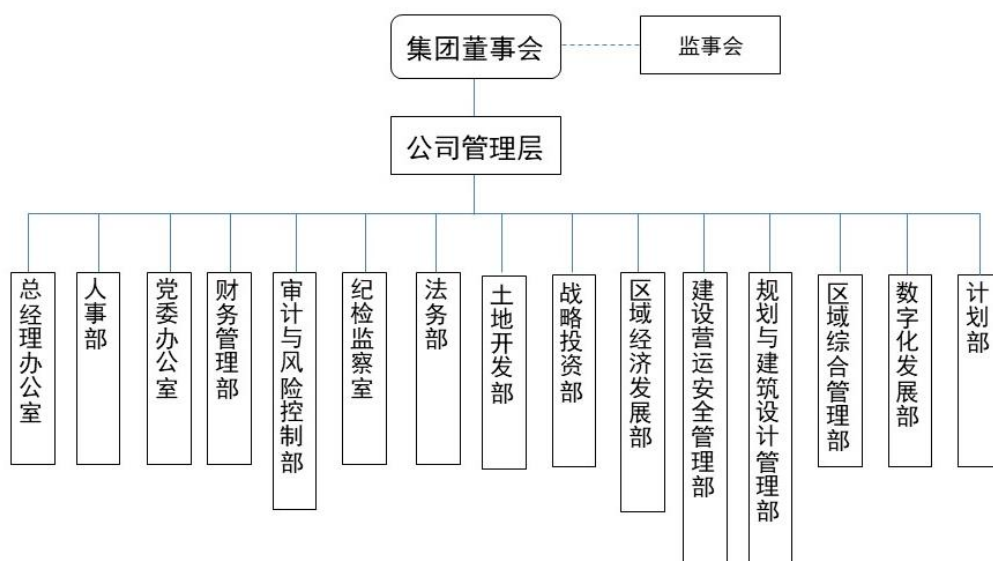 集团董事会
监事会
公司管理层
总经理办公室
人事部
党委办公室
财务管理部
审计与风险控制部
纪检监察室
法务部
土地开发部
战略投资部
区域经济发展部
建设营运安全管理部
规划与建筑设计管理部
区域综合管理部
数字化发展部
计划部